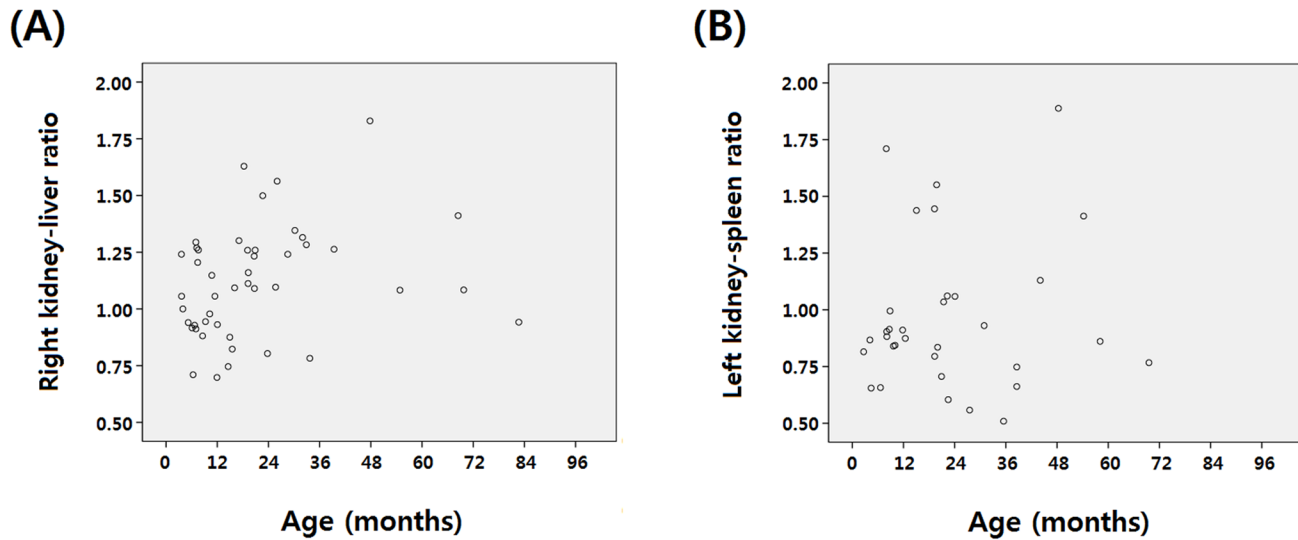 (A)
Right kidney-liver ratio
2.00
1.75
1.50
1.25
1.00
0.75
0.50
0 12 24 36 48 60 72 84 96
Age (months)
(B)
Left kidney-spleen ratio
2.00
1.75
1.50
1.25
1.00
0.75
0.50
0 12 24 36 48 60 72 84 96
Age (months)